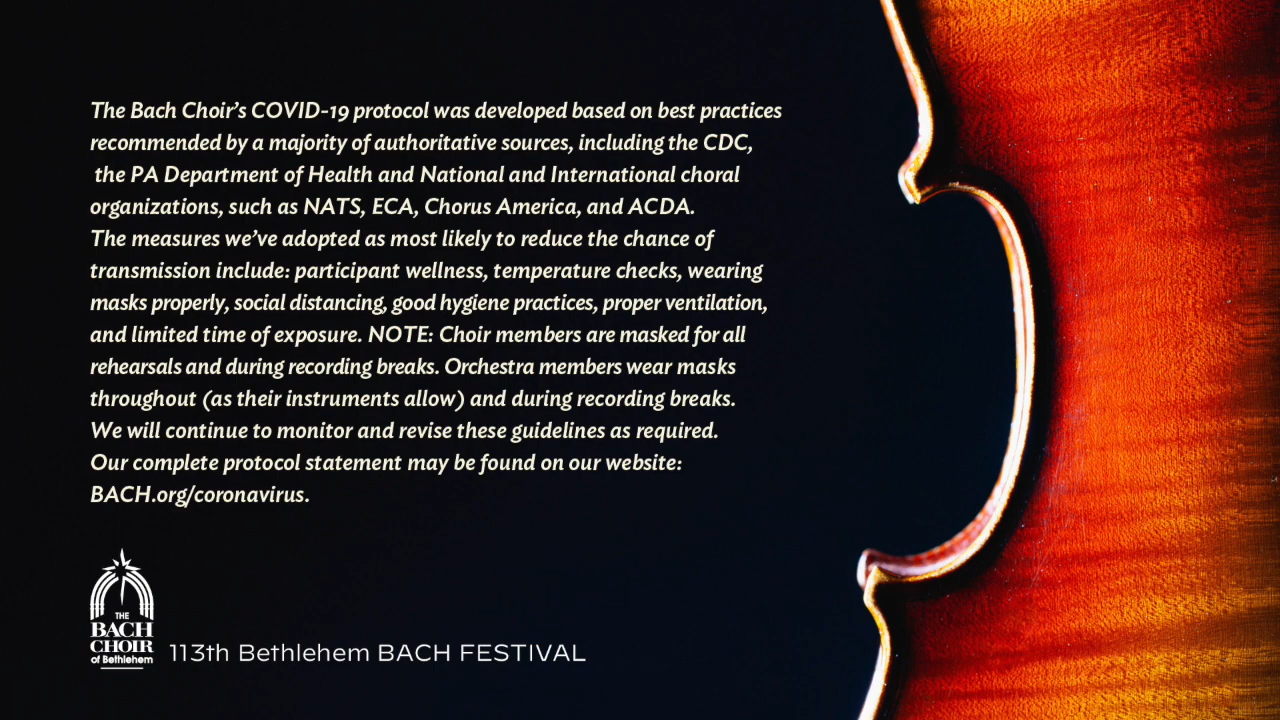 The Bach Choir’s COVID-19 protocol was developed based on best practices
recommended by a majority of authoritative sources, including the CDC,
the PA Department of Health and National and International choral
organizations, such as NATS, ECA, Chorus America, and ACDA.
The measures we’ve adopted as most likely to reduce the chance of
transmission include: participant wellness, temperature checks, wearing
masks properly, social distancing, good hygiene practices, proper ventilation,
and limited time of exposure. NOTE: Choir members are masked for all
rehearsals and during recording breaks. Orchestra members wear masks
throughout (as their instruments allow) and during recording breaks.
We will continue to monitor and revise these guidelines as required.
Our complete protocol statement may be found on our website:
BACH.org/coronavirus.
THE
BACH
CHOIR
of Bethlehem
113th Bethlehem BACH FESTIVAL